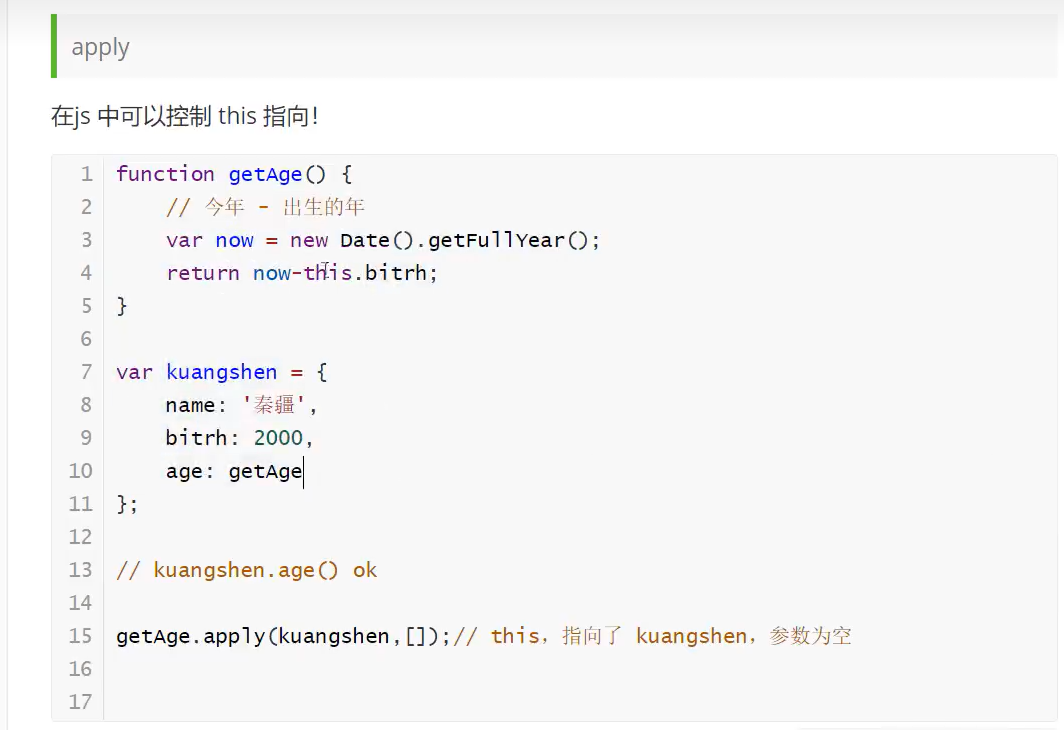 apply
在js 中可以控制 this 指向！
1 function getAge() {
2     // 今年 - 出生的年
3     var now = new Date().getFullYear();
4     return now-this.bitrh;
5 }
6
7 var kuangshen = {
8     name: '秦疆',
9     bitrh: 2000,
10     age: getAge
11 };
12
13 // kuangshen.age() ok
14
15 getAge.apply(kuangshen,[]);// this，指向了 kuangshen，参数为空
16
17